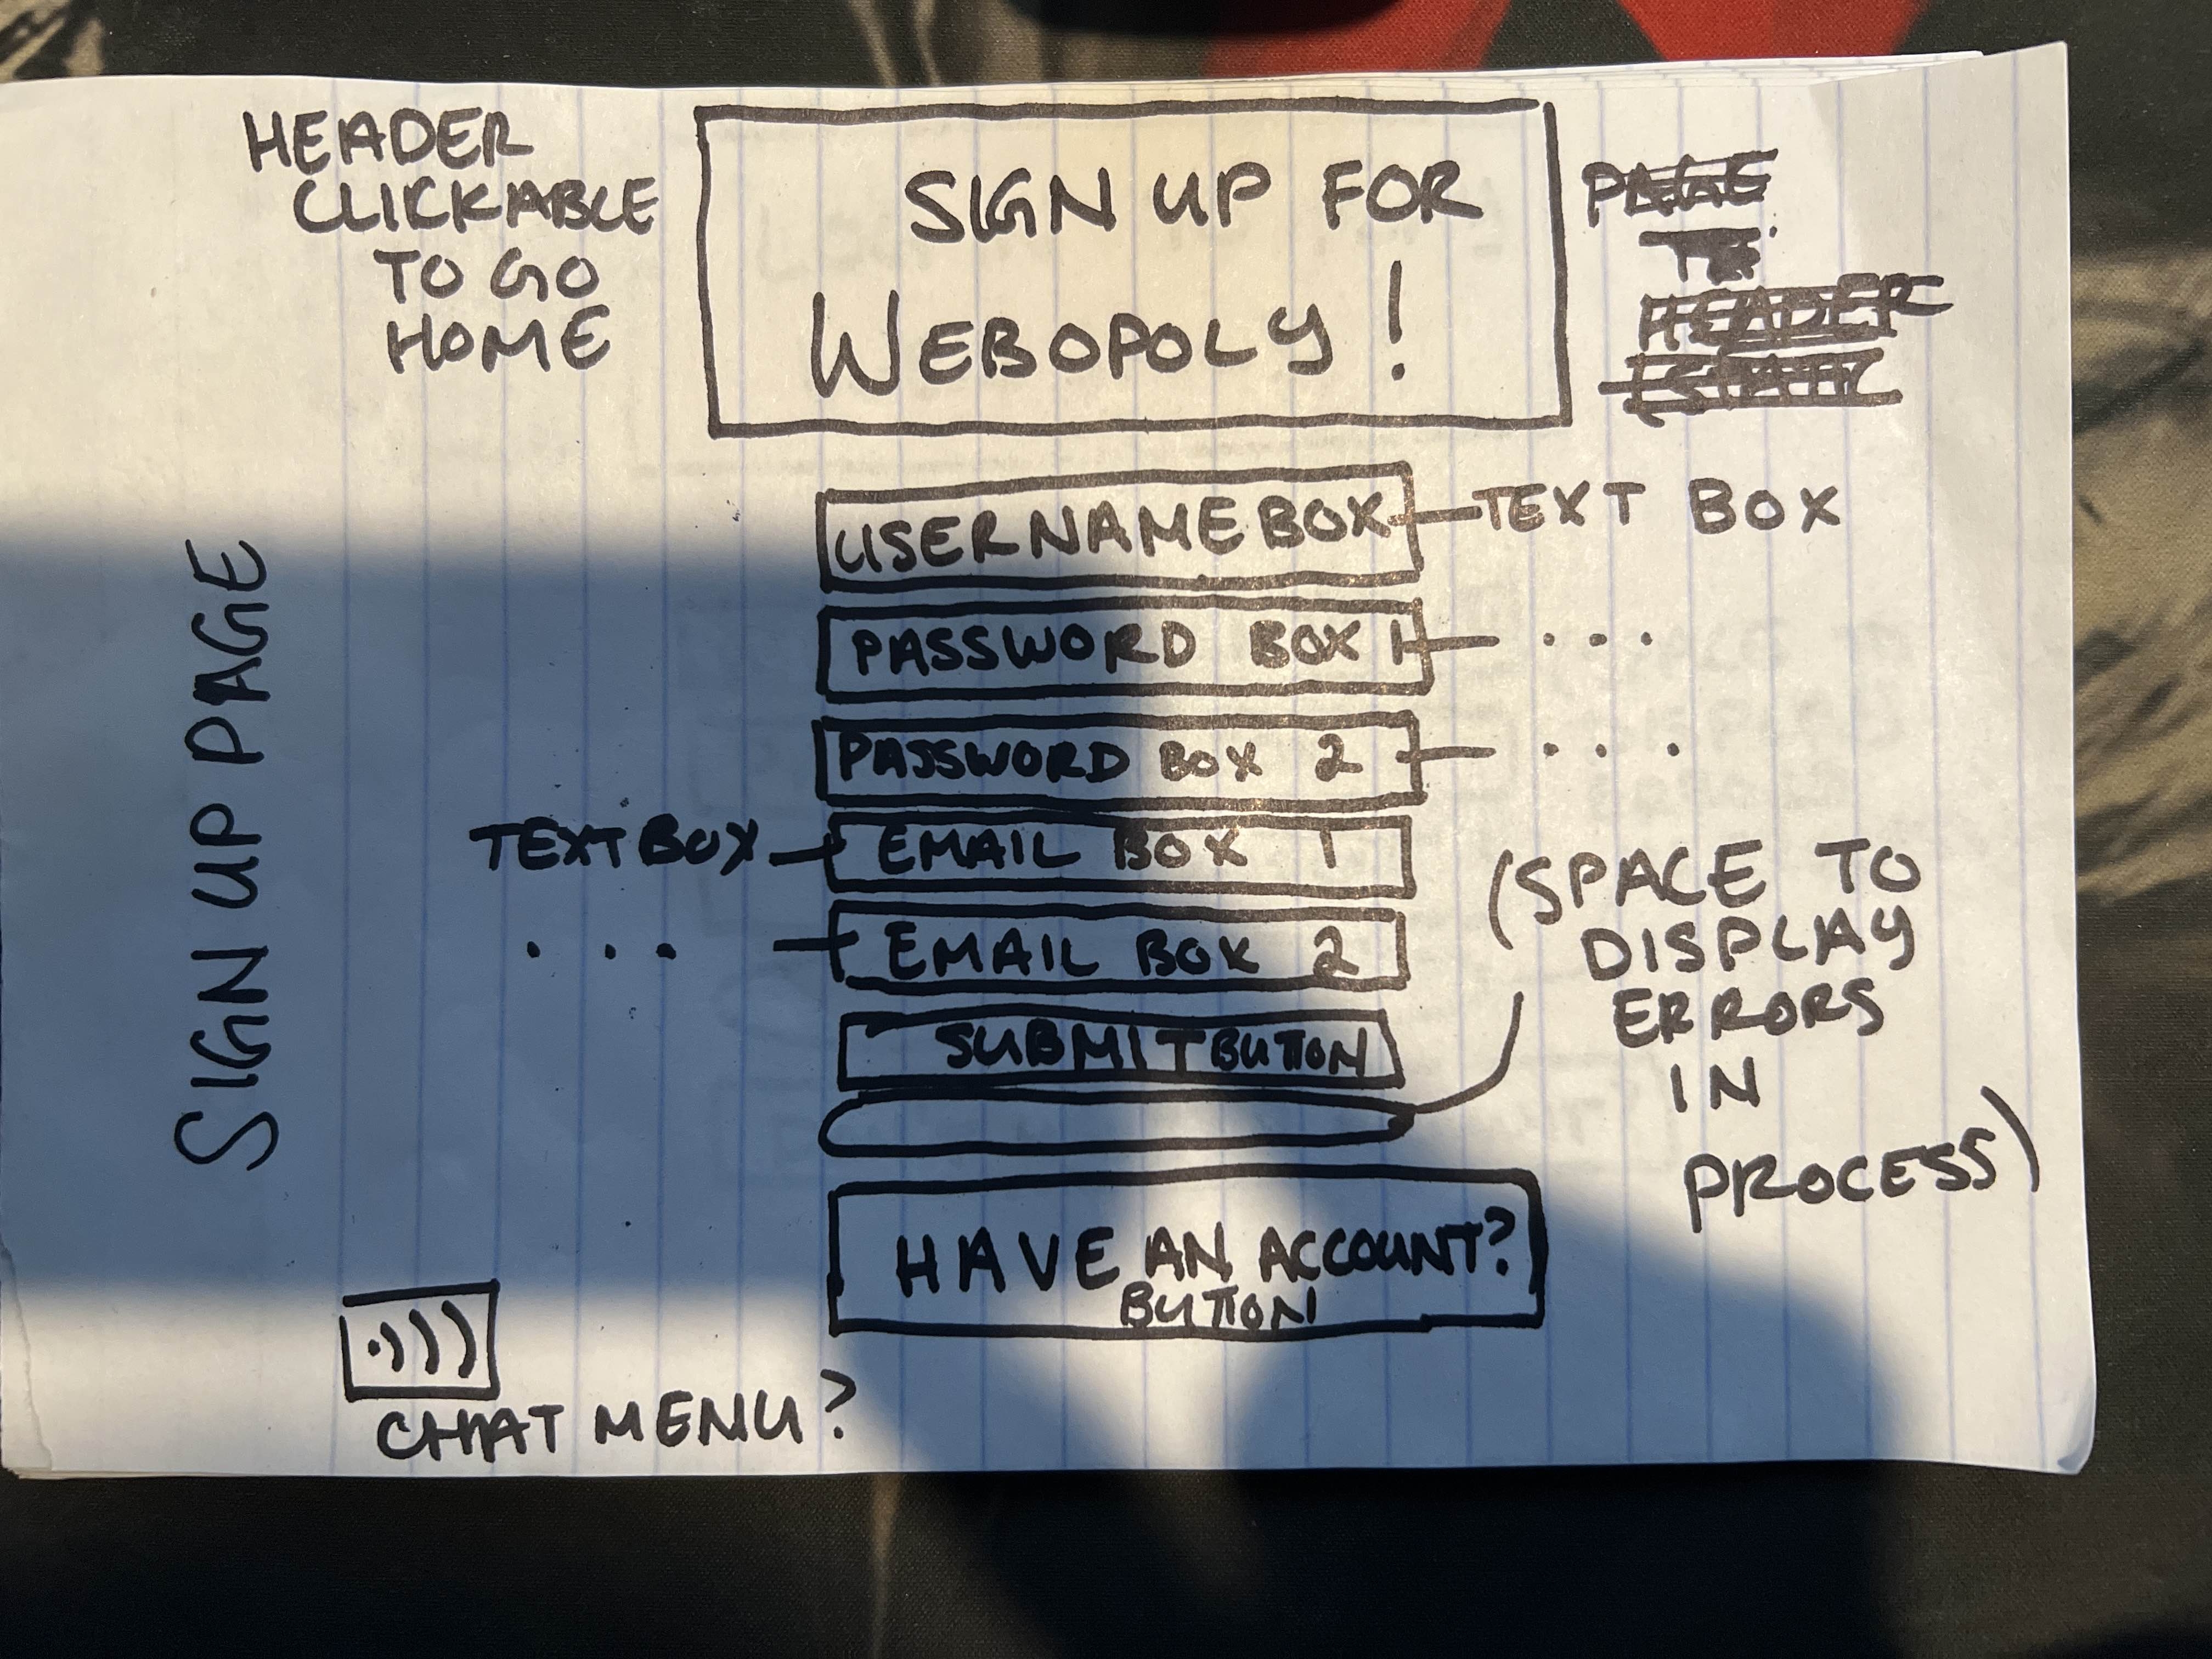 HEADER
CLICKABLE
TO GO
HOME
SIGN UP FOR
WEBOPOLY!
TO
HEADER
USERNAME BOX
TEXT BOX
PASSWORD BOX 1
. . .
PASSWORD BOX 2
. . .
TEXT BOX
EMAIL BOX 1
. . .
EMAIL BOX 2
SUBMIT BUTTON
(SPACE TO
DISPLAY
ERRORS
IN
PROCESS)
HAVE AN ACCOUNT?
BUTTON
SIGN UP PAGE
CHAT MENU?